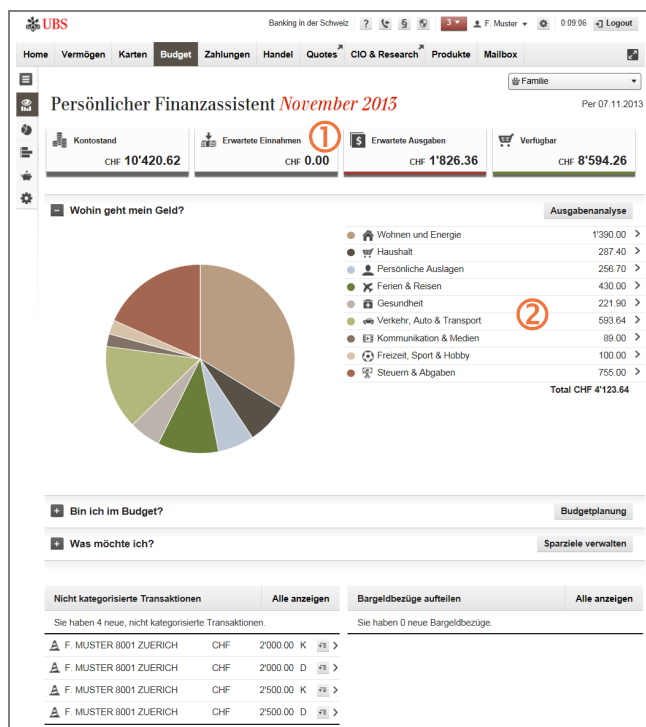 UBS
Banking in der Schweiz ? § 3 F. Muster 0:09:06 Logout
Home Vermögen Karten Budget Zahlungen Handel Quotes CIO & Research Produkte Mailbox
Familie
Persönlicher Finanzassistent November 2013
Per 07.11.2013
Kontostand
CHF 10'420.62
Erwartete Einnahmen
CHF 0.00
1
Erwartete Ausgaben
CHF 1'826.36
Verfügbar
CHF 8'594.26
Wohin geht mein Geld? Ausgabenanalyse
Wohnen und Energie 1'390.00
Haushalt 287.40
Persönliche Auslagen 256.70
Ferien & Reisen 430.00
Gesundheit 221.90
2
Verkehr, Auto & Transport 593.64
Kommunikation & Medien 89.00
Freizeit, Sport & Hobby 100.00
Steuern & Abgaben 755.00
Total CHF 4'123.64
Bin ich im Budget? Budgetplanung
Was möchte ich? Sparziele verwalten
Nicht kategorisierte Transaktionen Alle anzeigen
Sie haben 4 neue, nicht kategorisierte Transaktionen.
F. MUSTER 8001 ZUERICH CHF 2'000.00 K
F. MUSTER 8001 ZUERICH CHF 2'000.00 D
F. MUSTER 8001 ZUERICH CHF 2'500.00 K
F. MUSTER 8001 ZUERICH CHF 2'500.00 D
Bargeldbezüge aufteilen Alle anzeigen
Sie haben 0 neue Bargeldbezüge.